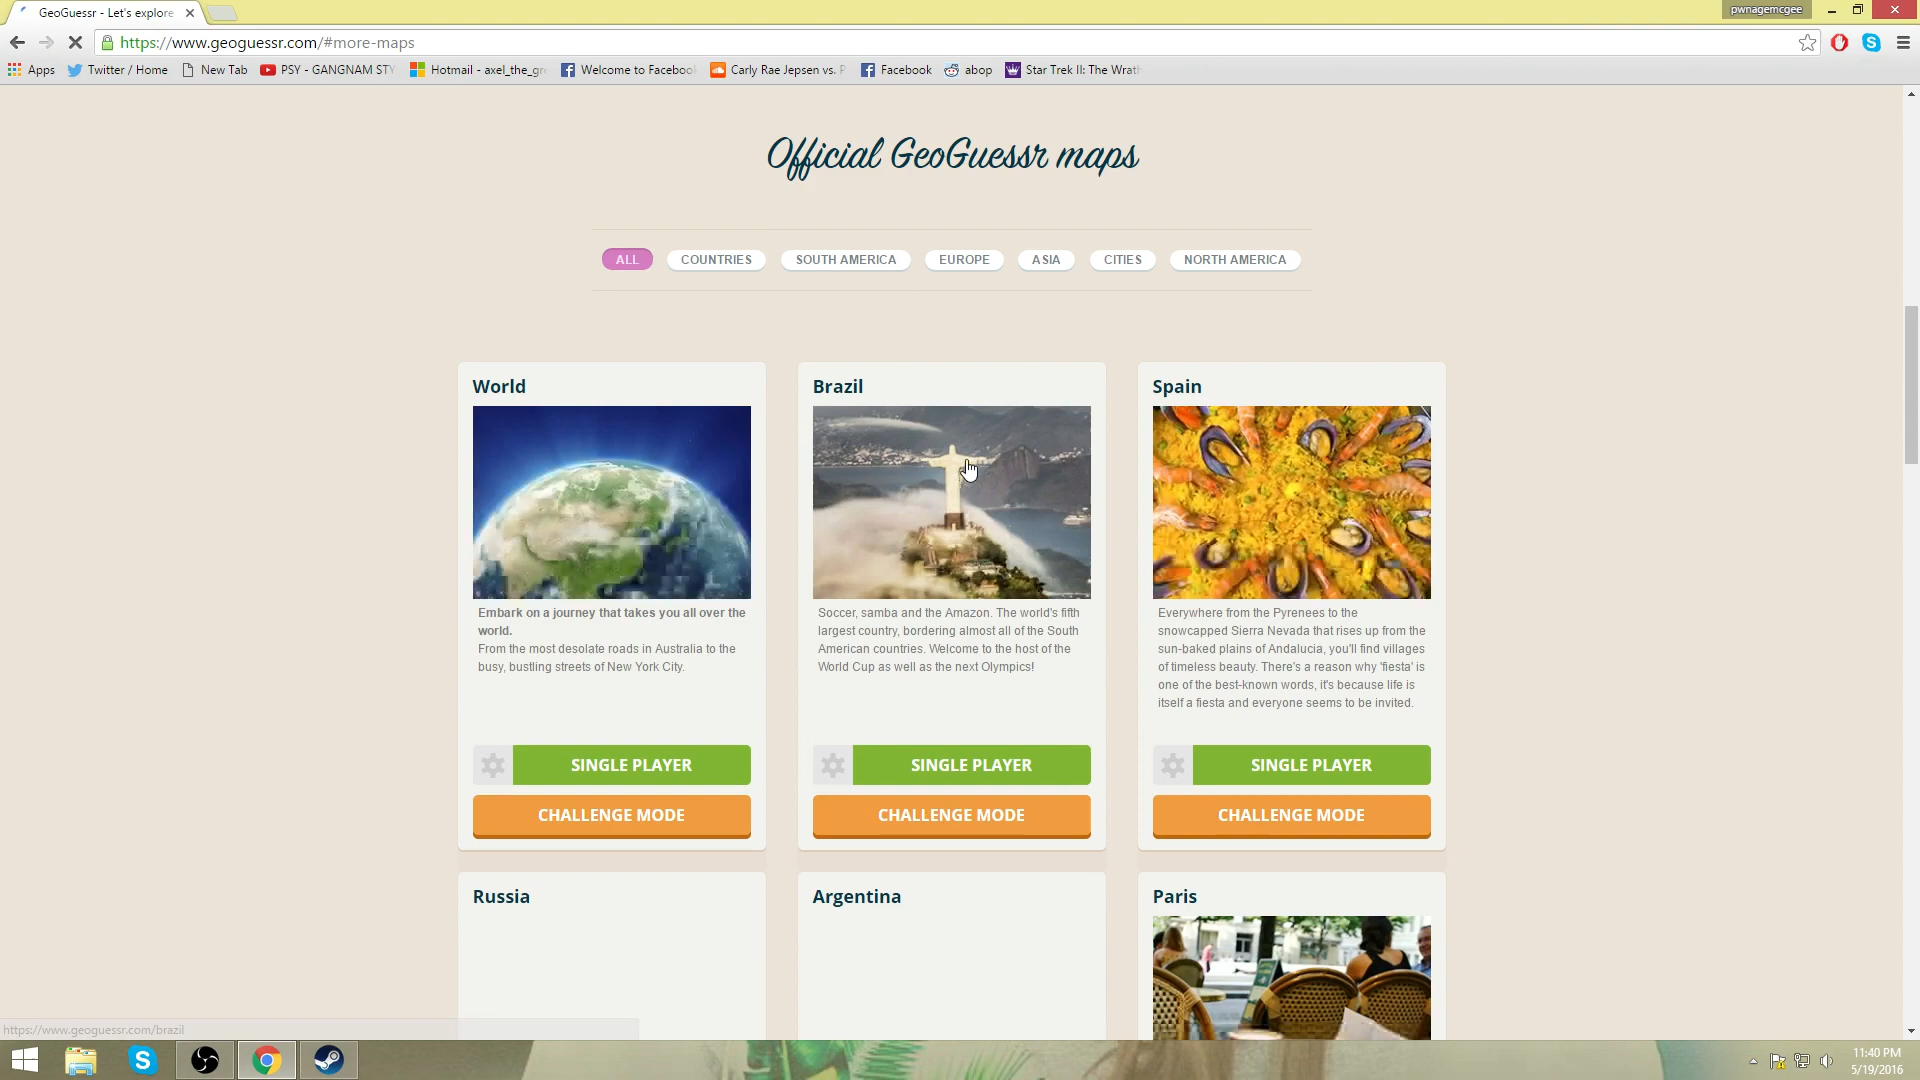 GeoGuessr - Let's explore
pwnagemcgee
https://www.geoguessr.com/#more-maps
Apps
Twitter / Home
New Tab
PSY - GANGNAM STY
Hotmail - axel_the_gr
Welcome to Faceboo
Carly Rae Jepsen vs. P
Facebook
abop
Star Trek II: The Wrath
Official GeoGuessr maps
ALL
COUNTRIES
SOUTH AMERICA
EUROPE
ASIA
CITIES
NORTH AMERICA
World
Embark on a journey that takes you all over the
world.
From the most desolate roads in Australia to the
busy, bustling streets of New York City.
SINGLE PLAYER
CHALLENGE MODE
Brazil
Soccer, samba and the Amazon. The world's fifth
largest country, bordering almost all of the South
American countries. Welcome to the host of the
World Cup as well as the next Olympics!
SINGLE PLAYER
CHALLENGE MODE
Spain
Everywhere from the Pyrenees to the
snowcapped Sierra Nevada that rises up from the
sun-baked plains of Andalucia, you'll find villages
of timeless beauty. There's a reason why 'fiesta' is
one of the best-known words, it's because life is
itself a fiesta and everyone seems to be invited.
SINGLE PLAYER
CHALLENGE MODE
Russia
Argentina
Paris
https://www.geoguessr.com/brazil
11:40 PM
5/19/2016